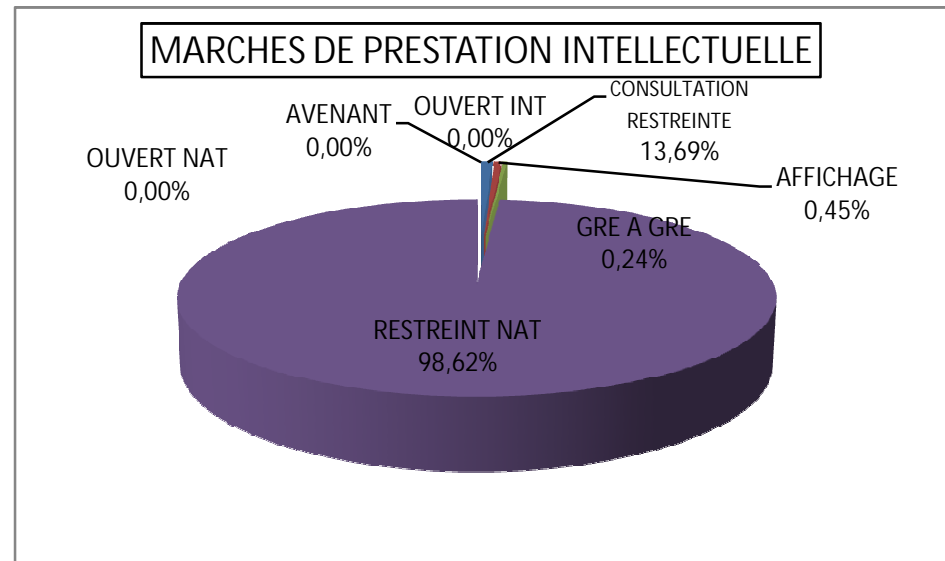 MARCHES DE PRESTATION INTELLECTUELLE
OUVERT NAT
0,00%
AVENANT
0,00%
OUVERT INT
0,00%
CONSULTATION
RESTREINTE
13,69%
AFFICHAGE
0,45%
GRE A GRE
0,24%
RESTREINT NAT
98,62%